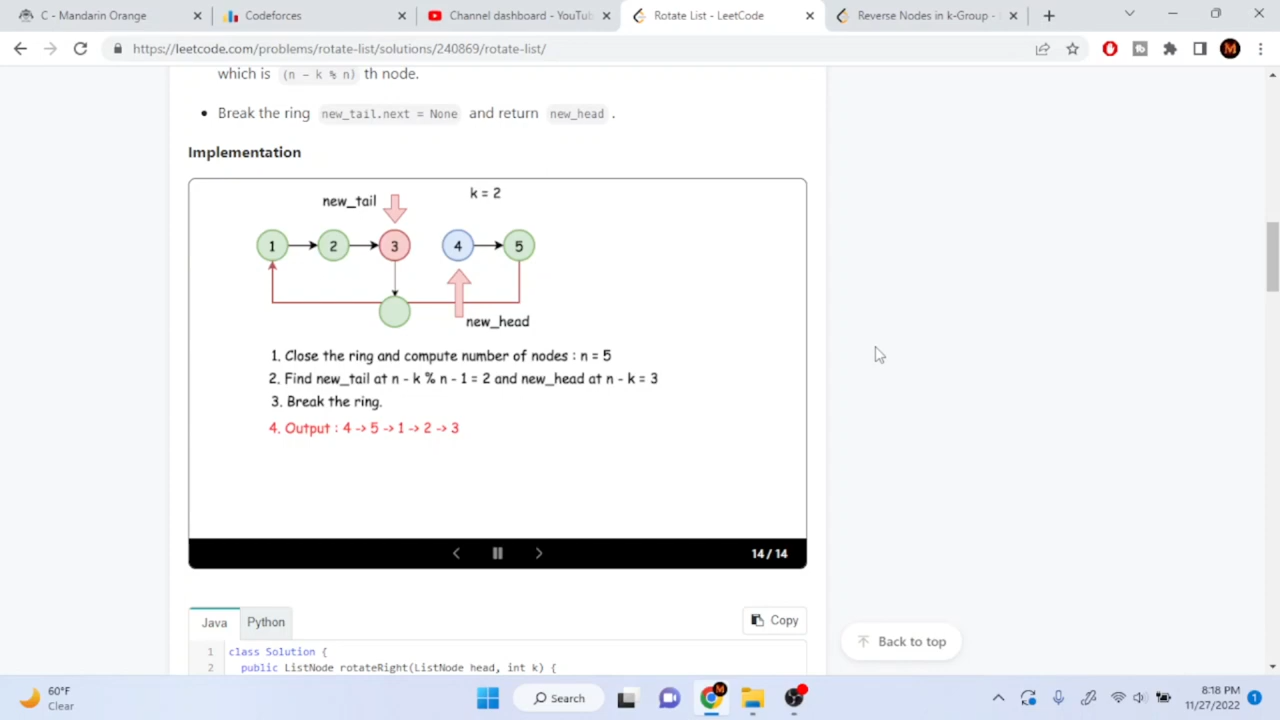 C - Mandarin Orange
Codeforces
Channel dashboard - YouTub
Rotate List - LeetCode
Reverse Nodes in k-Group -
https://leetcode.com/problems/rotate-list/solutions/240869/rotate-list/
M
which is (n - k % n) th node.
• Break the ring new_tail.next = None and return new_head .
Implementation
new_tail
k = 2
1 2 3 4 5
new_head
1. Close the ring and compute number of nodes : n = 5
2. Find new_tail at n - k % n - 1 = 2 and new_head at n - k = 3
3. Break the ring.
4. Output : 4 -> 5 -> 1 -> 2 -> 3
14 / 14
Java Python
Copy
1 class Solution {
2 public ListNode rotateRight(ListNode head, int k) {
Back to top
60°F
Clear
Search
M
8:18 PM
11/27/2022
1